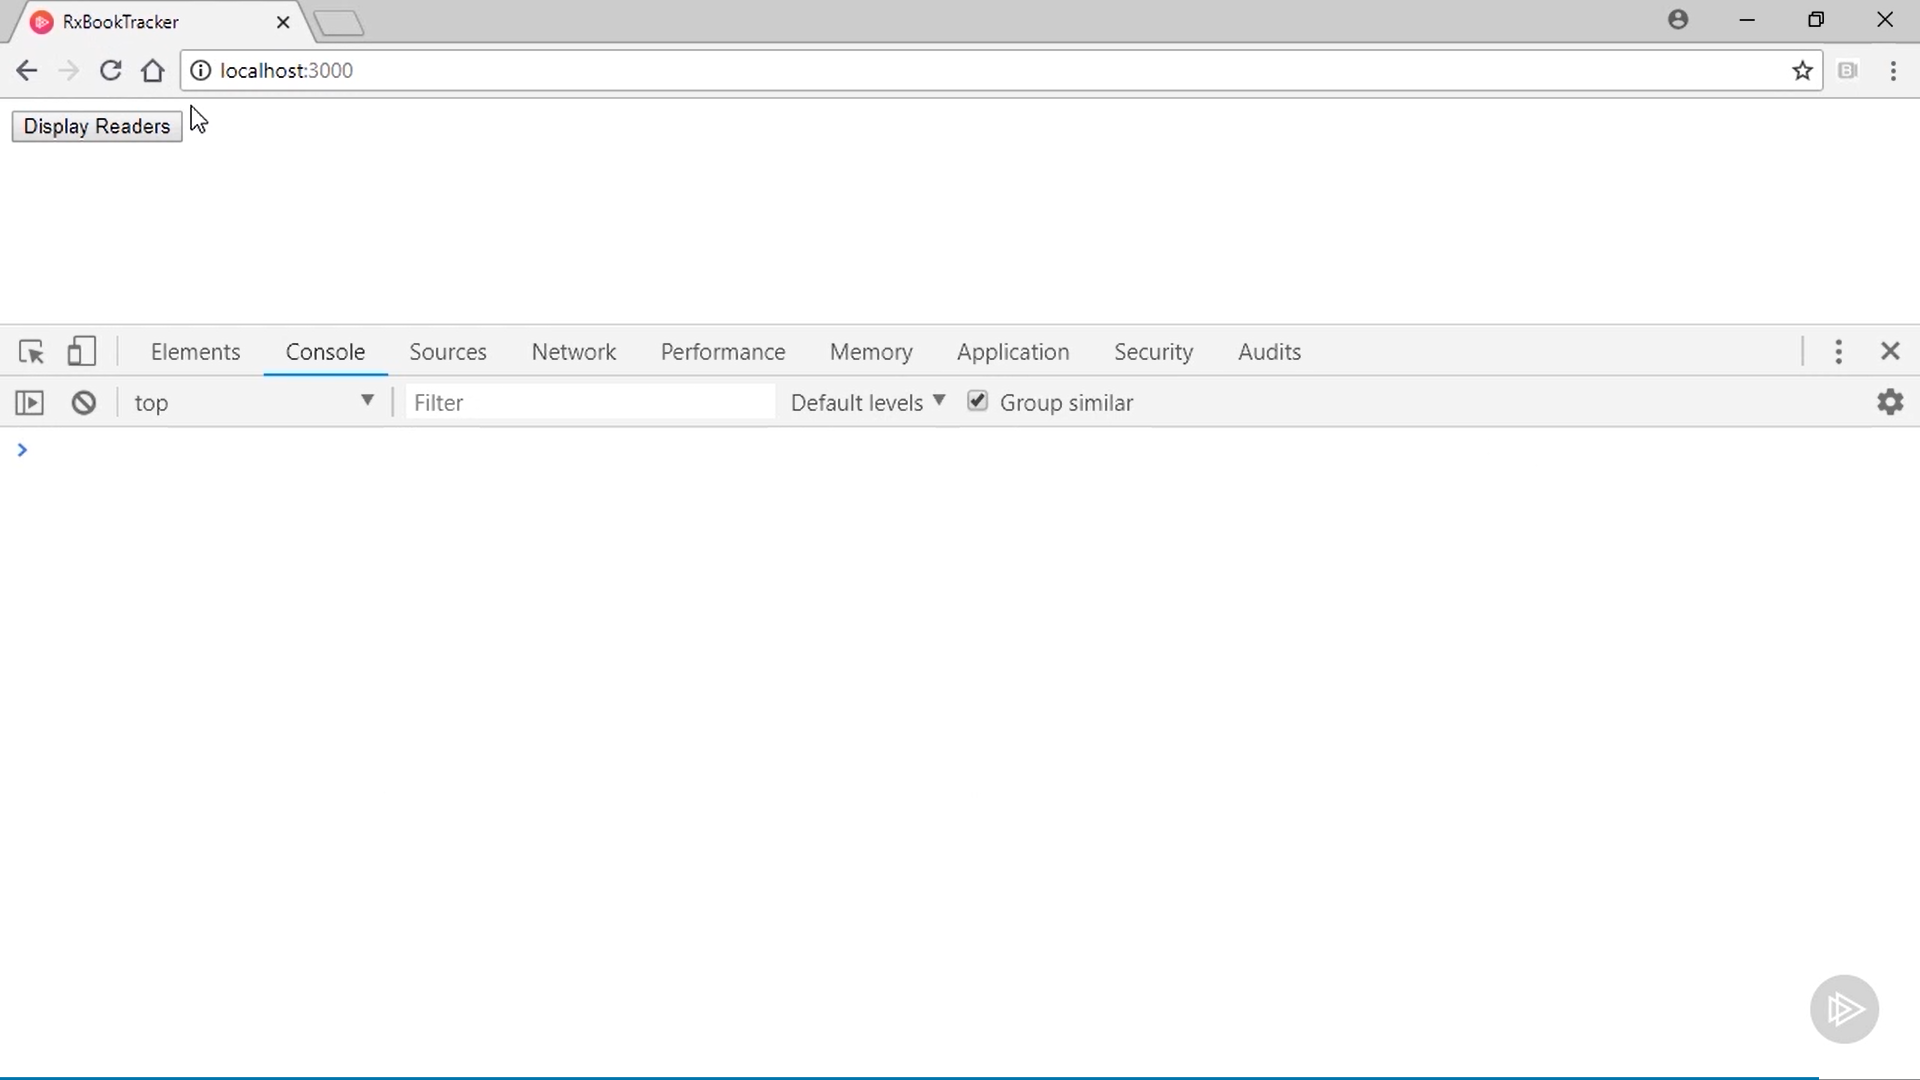 RxBookTracker
localhost:3000
Display Readers
Elements Console Sources Network Performance Memory Application Security Audits
top Filter Default levels Group similar